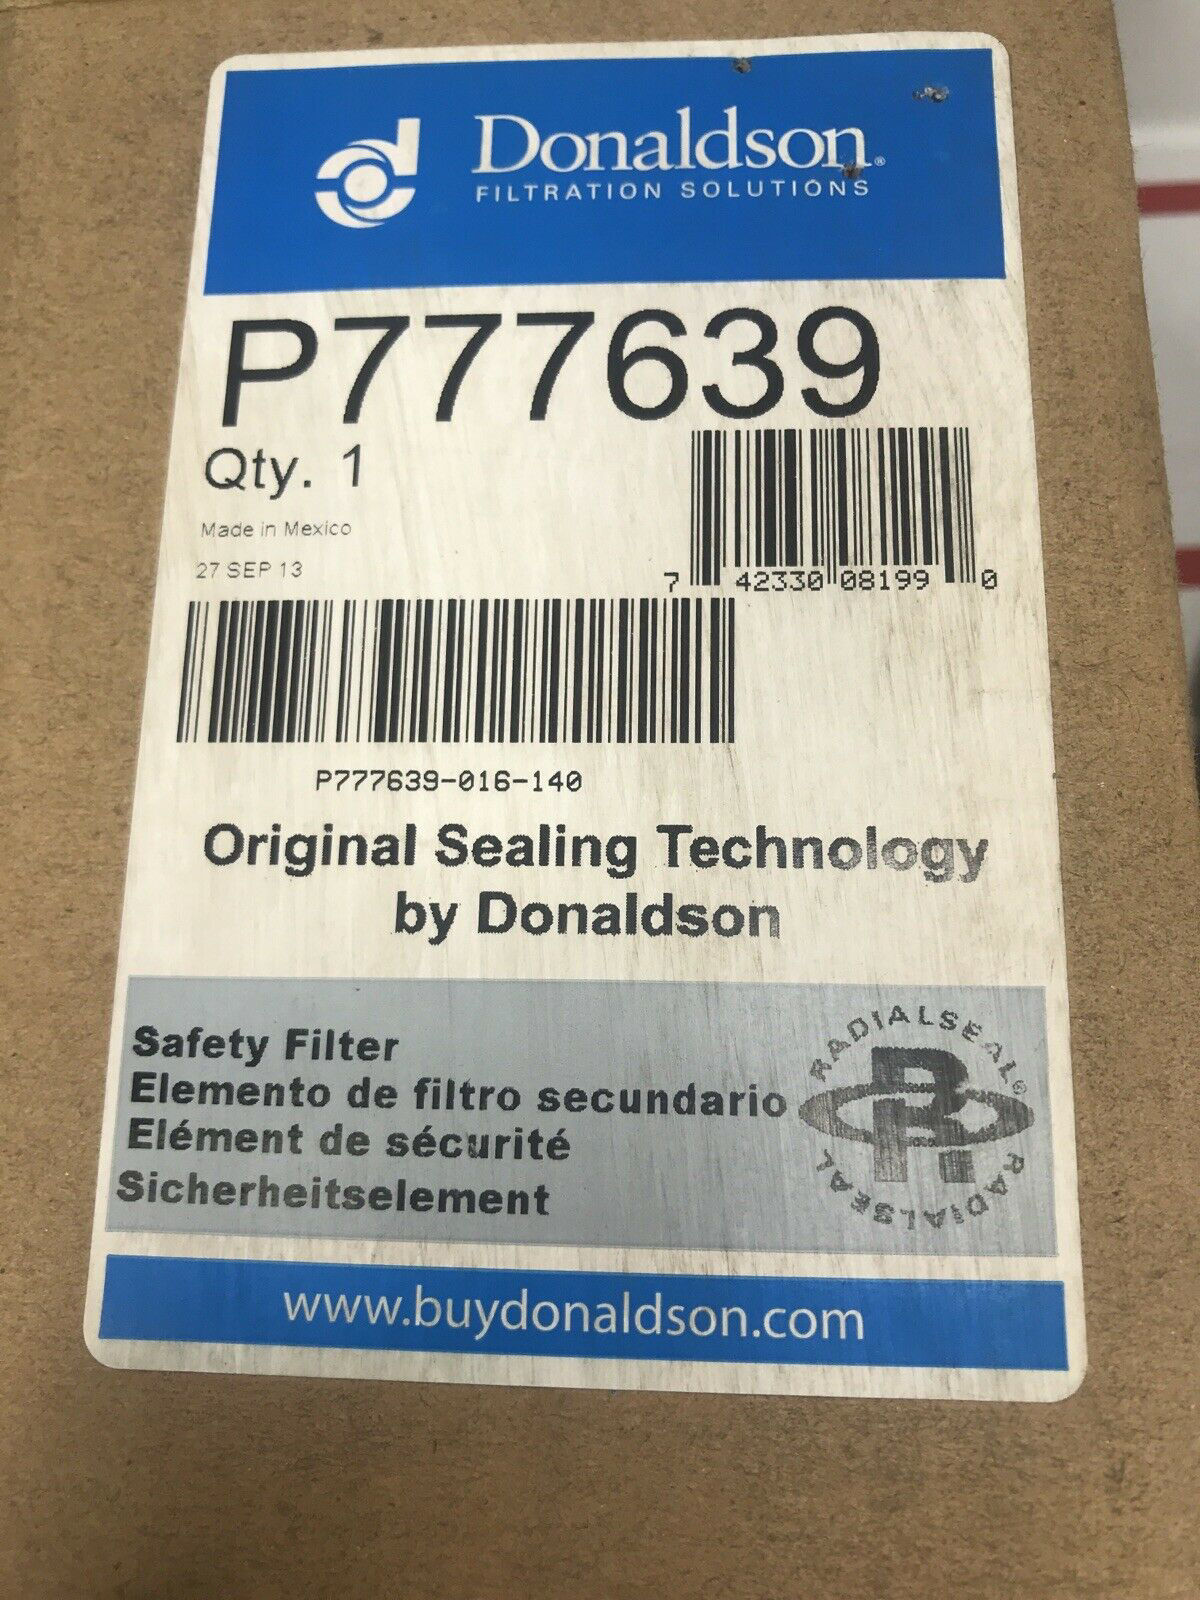 Donaldson®
FILTRATION SOLUTIONS
P777639
Qty. 1
Made in Mexico
27 SEP 13
7 42330 08199 0
P777639-016-140
Original Sealing Technology
by Donaldson
Safety Filter
Elemento de filtro secundario
Elément de sécurité
Sicherheitselement
RADIALSEAL®
R
RADIALSEAL
www.buydonaldson.com